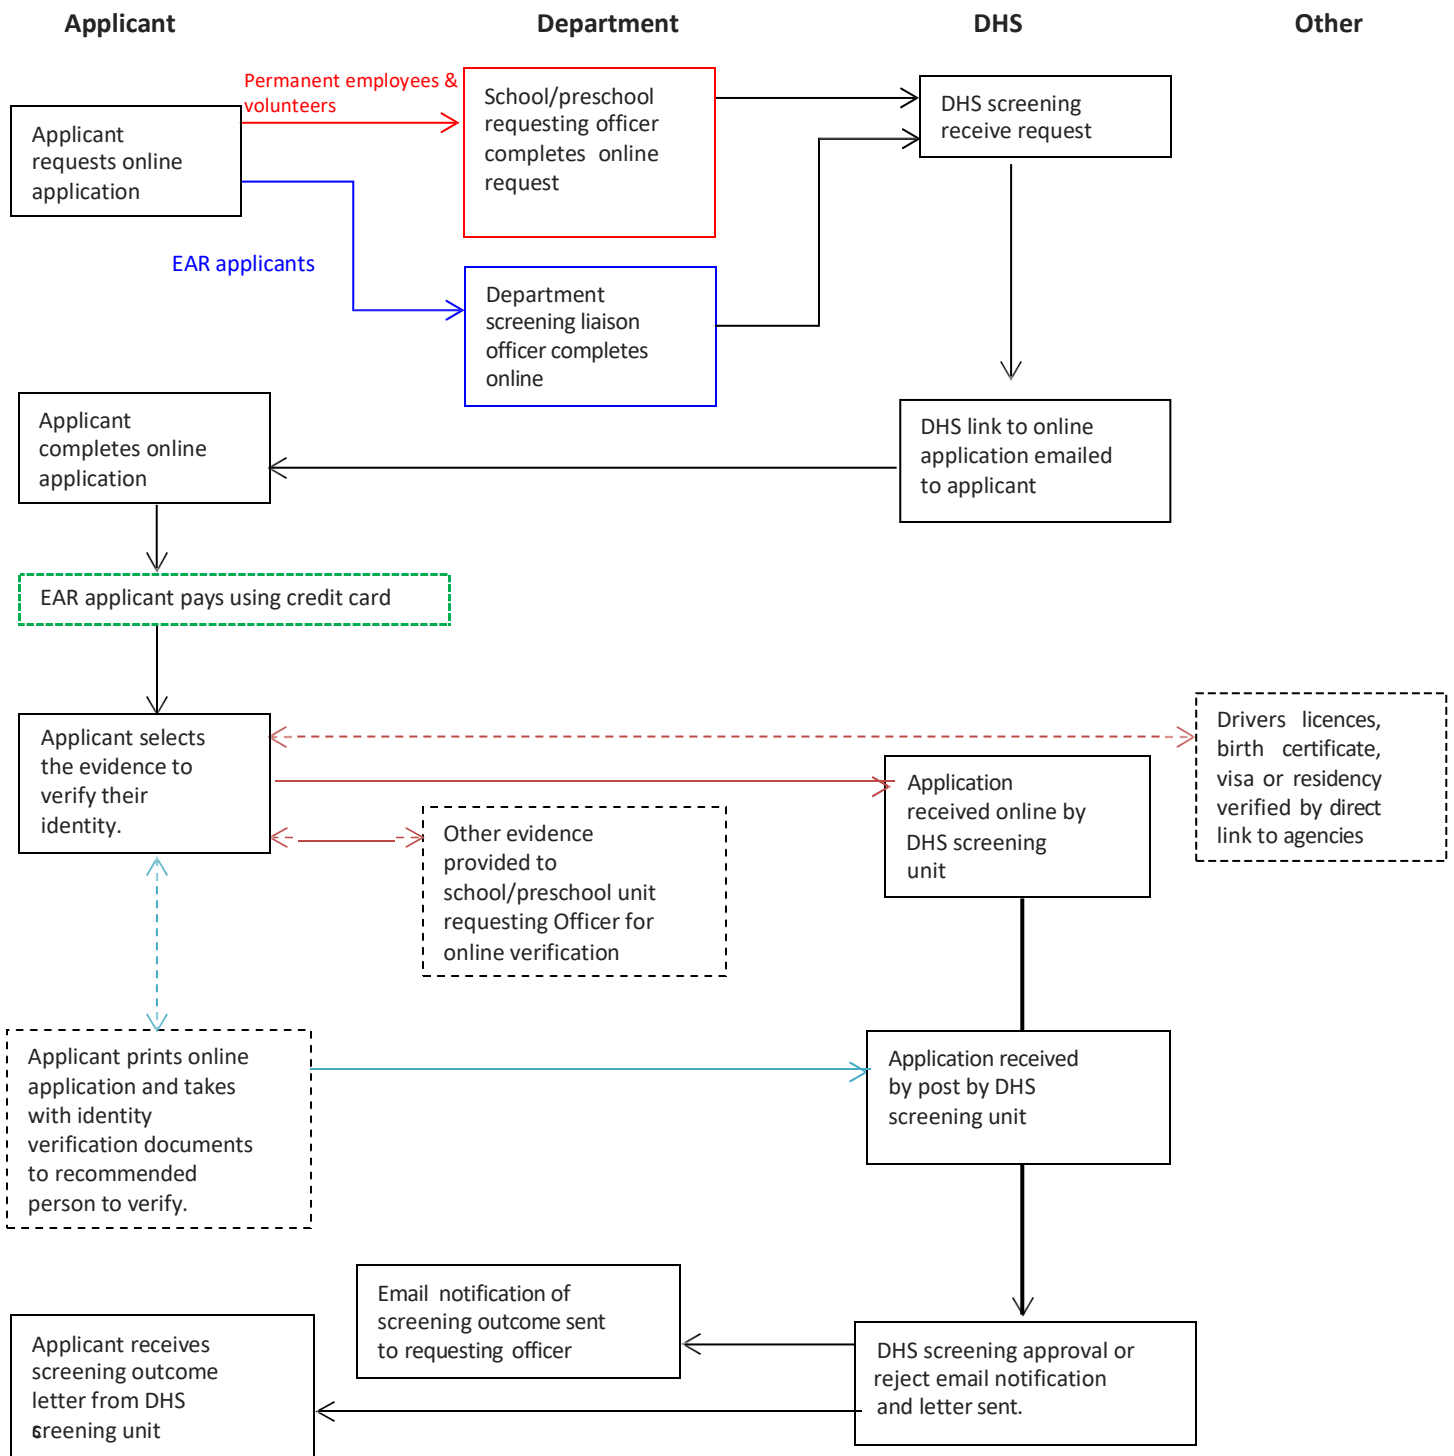 Applicant
Department
DHS
Other
Permanent employees &
volunteers
Applicant
requests online
application
School/preschool
requesting officer
completes online
request
DHS screening
receive request
EAR applicants
Department
screening liaison
officer completes
online
Applicant
completes online
application
DHS link to online
application emailed
to applicant
EAR applicant pays using credit card
Applicant selects
the evidence to
verify their
identity.
Drivers licences,
birth certificate,
visa or residency
verified by direct
link to agencies
Application
received online by
DHS screening
unit
Other evidence
provided to
school/preschool unit
requesting Officer for
online verification
Applicant prints online
application and takes
with identity
verification documents
to recommended
person to verify.
Application received
by post by DHS
screening unit
Email notification of
screening outcome sent
to requesting officer
Applicant receives
screening outcome
letter from DHS
screening unit
DHS screening approval or
reject email notification
and letter sent.